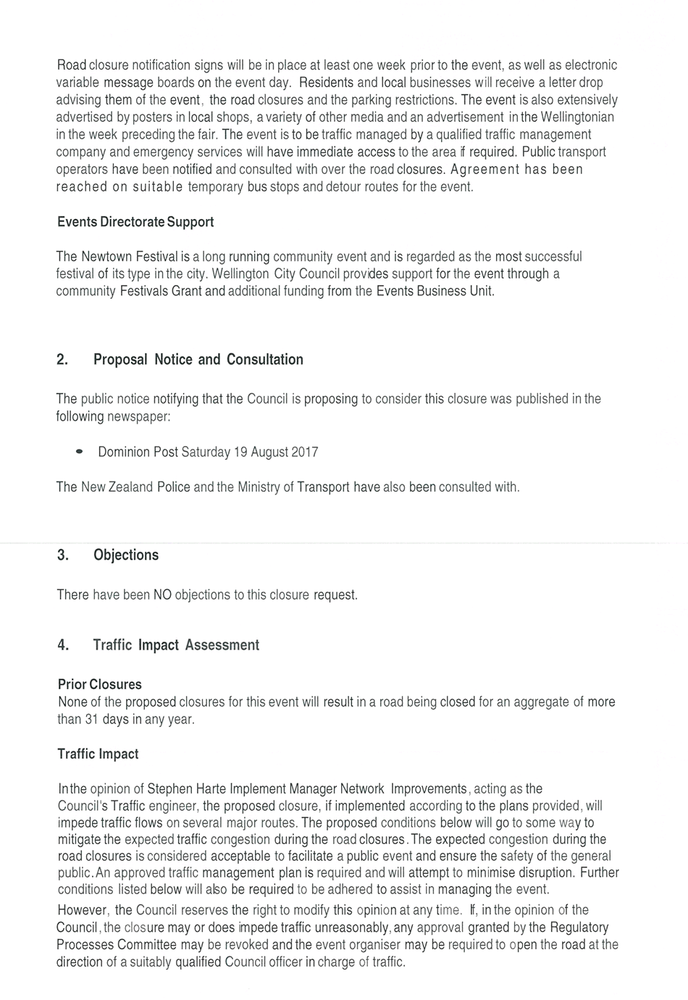 Road closure notification signs will be in place at least one week prior to the event, as well as electronic
variable message boards on the event day. Residents and local businesses will receive a letter drop
advising them of the event, the road closures and the parking restrictions. The event is also extensively
advertised by posters in local shops, a variety of other media and an advertisement in the Wellingtonian
in the week preceding the fair. The event is to be traffic managed by a qualified traffic management
company and emergency services will have immediate access to the area if required. Public transport
operators have been notified and consulted with over the road closures. Agreement has been
reached on suitable temporary bus stops and detour routes for the event.
Events Directorate Support
The Newtown Festival is a long running community event and is regarded as the most successful
festival of its type in the city. Wellington City Council provides support for the event through a
community Festivals Grant and additional funding from the Events Business Unit.
2. Proposal Notice and Consultation
The public notice notifying that the Council is proposing to consider this closure was published in the
following newspaper:
• Dominion Post Saturday 19 August 2017
The New Zealand Police and the Ministry of Transport have also been consulted with.
3. Objections
There have been NO objections to this closure request.
4. Traffic Impact Assessment
Prior Closures
None of the proposed closures for this event will result in a road being closed for an aggregate of more
than 31 days in any year.
Traffic Impact
In the opinion of Stephen Harte Implement Manager Network Improvements, acting as the
Council's Traffic engineer, the proposed closure, if implemented according to the plans provided, will
impede traffic flows on several major routes. The proposed conditions below will go to some way to
mitigate the expected traffic congestion during the road closures. The expected congestion during the
road closures is considered acceptable to facilitate a public event and ensure the safety of the general
public. An approved traffic management plan is required and will attempt to minimise disruption. Further
conditions listed below will also be required to be adhered to assist in managing the event.
However, the Council reserves the right to modify this opinion at any time. If, in the opinion of the
Council, the closure may or does impede traffic unreasonably, any approval granted by the Regulatory
Processes Committee may be revoked and the event organiser may be required to open the road at the
direction of a suitably qualified Council officer in charge of traffic.